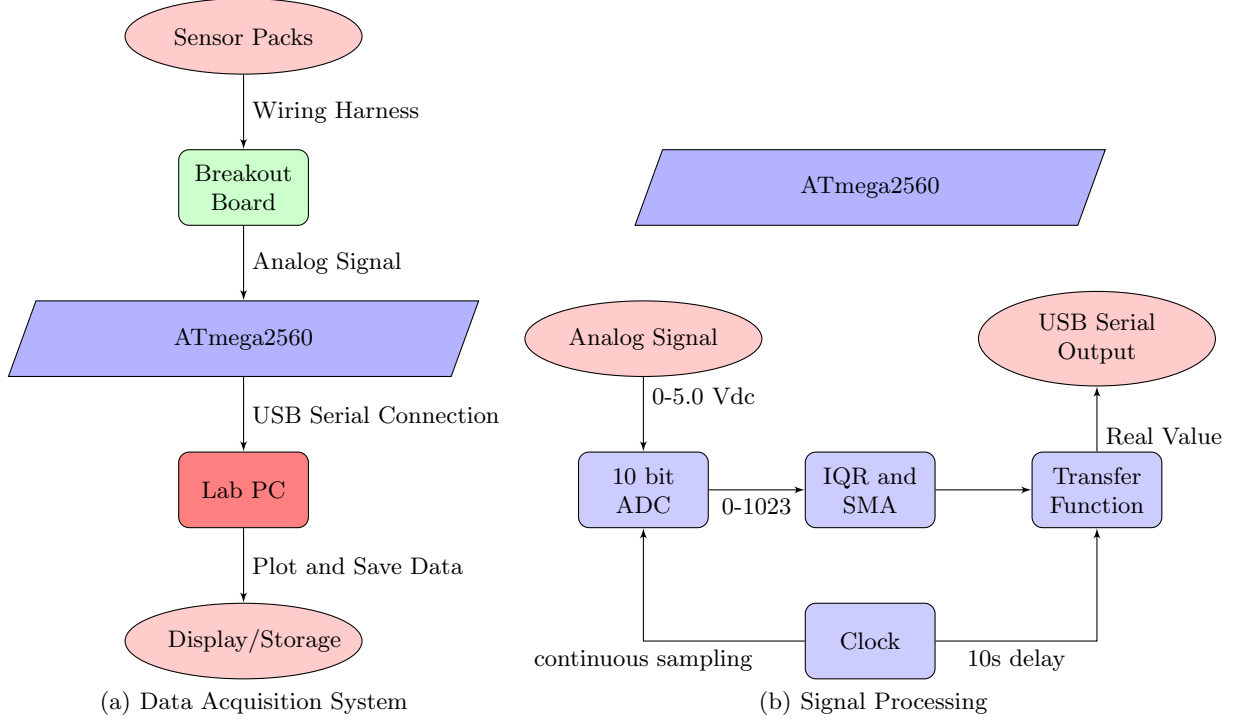 Sensor Packs
Wiring Harness
Breakout
Board
Analog Signal
ATmega2560
USB Serial Connection
Lab PC
Plot and Save Data
Display/Storage
(a) Data Acquisition System
ATmega2560
Analog Signal
USB Serial
Output
0-5.0 Vdc
Real Value
10 bit
ADC
0-1023
IQR and
SMA
Transfer
Function
Clock
continuous sampling
10s delay
(b) Signal Processing